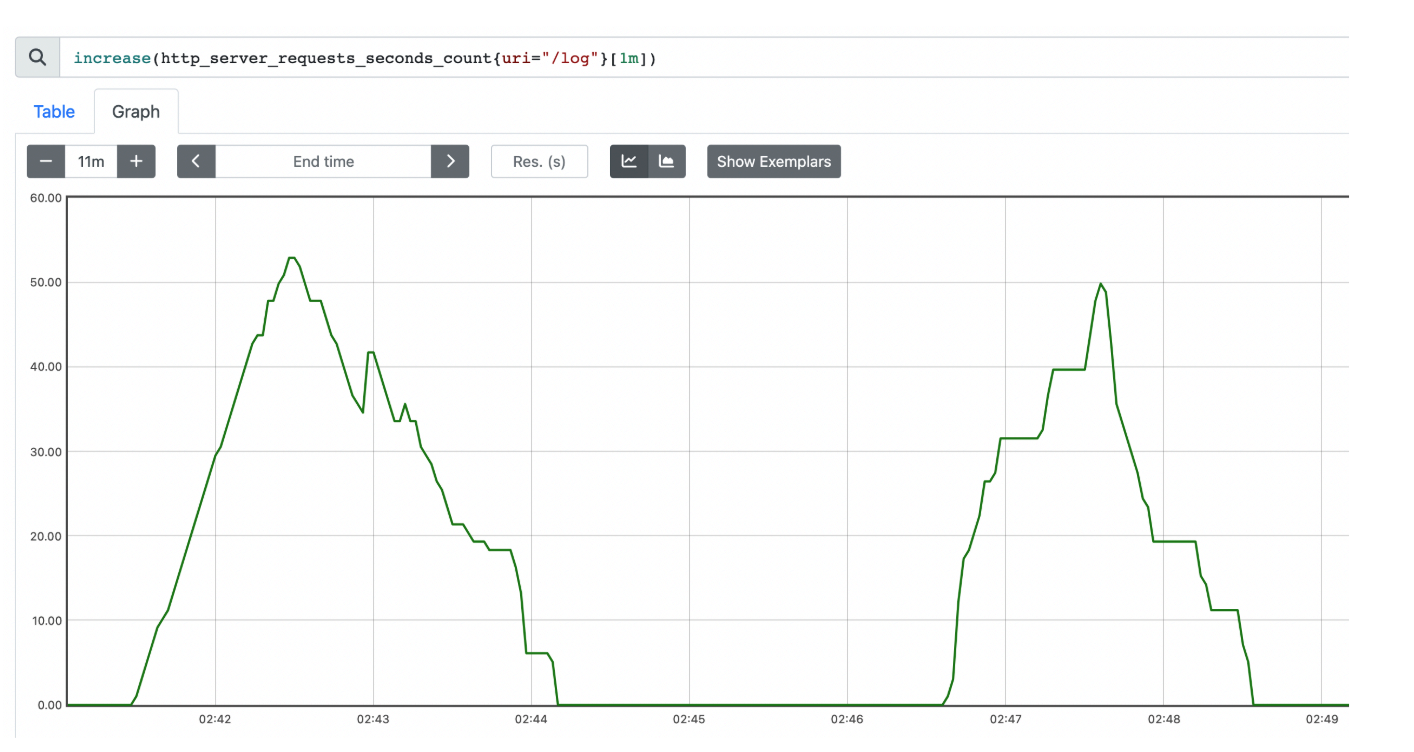 increase(http_server_requests_seconds_count{uri="/log"}[1m])
Table Graph
− 11m + End time Res. (s) Show Exemplars
60.00
50.00
40.00
30.00
20.00
10.00
0.00
02:42 02:43 02:44 02:45 02:46 02:47 02:48 02:49